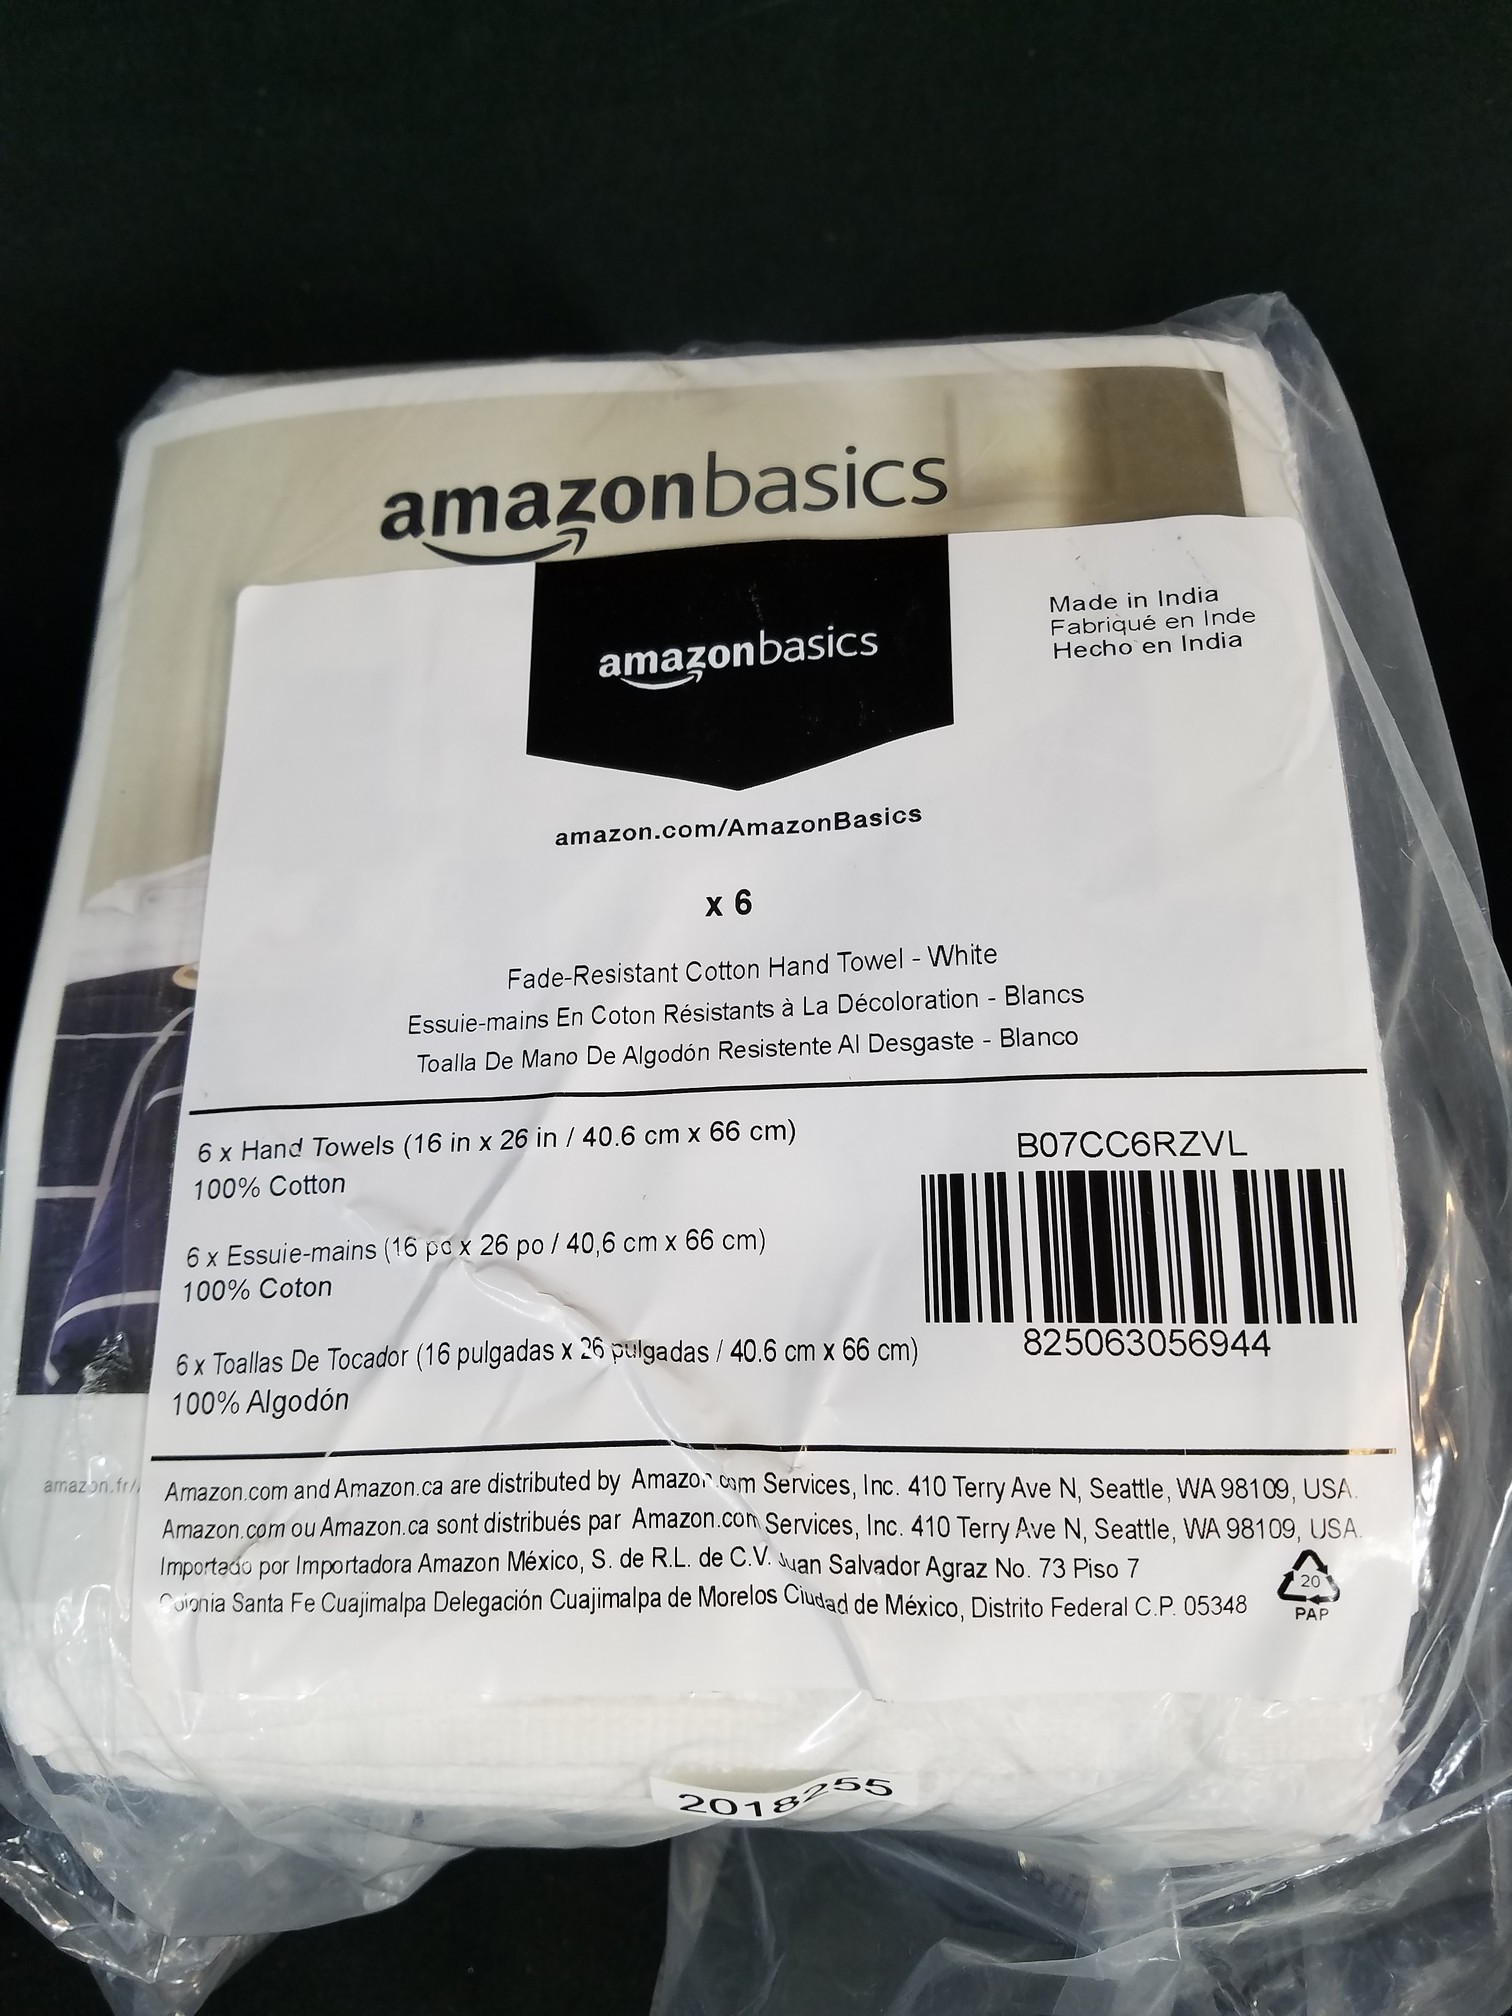 amazonbasics
amazonbasics
Made in India
Fabriqué en Inde
Hecho en India
amazon.com/AmazonBasics
x 6
Fade-Resistant Cotton Hand Towel - White
Essuie-mains En Coton Résistants à La Décoloration - Blancs
Toalla De Mano De Algodón Resistente Al Desgaste - Blanco
6 x Hand Towels (16 in x 26 in / 40.6 cm x 66 cm)
100% Cotton
6 x Essuie-mains (16 po x 26 po / 40,6 cm x 66 cm)
100% Coton
6 x Toallas De Tocador (16 pulgadas x 26 pulgadas / 40.6 cm x 66 cm)
100% Algodón
B07CC6RZVL
825063056944
amazon.fr/
Amazon.com and Amazon.ca are distributed by Amazon.com Services, Inc. 410 Terry Ave N, Seattle, WA 98109, USA.
Amazon.com ou Amazon.ca sont distribués par Amazon.com Services, Inc. 410 Terry Ave N, Seattle, WA 98109, USA.
Importado por Importadora Amazon México, S. de R.L. de C.V. Juan Salvador Agraz No. 73 Piso 7
Colonia Santa Fe Cuajimalpa Delegación Cuajimalpa de Morelos Ciudad de México, Distrito Federal C.P. 05348
20
PAP
2018255